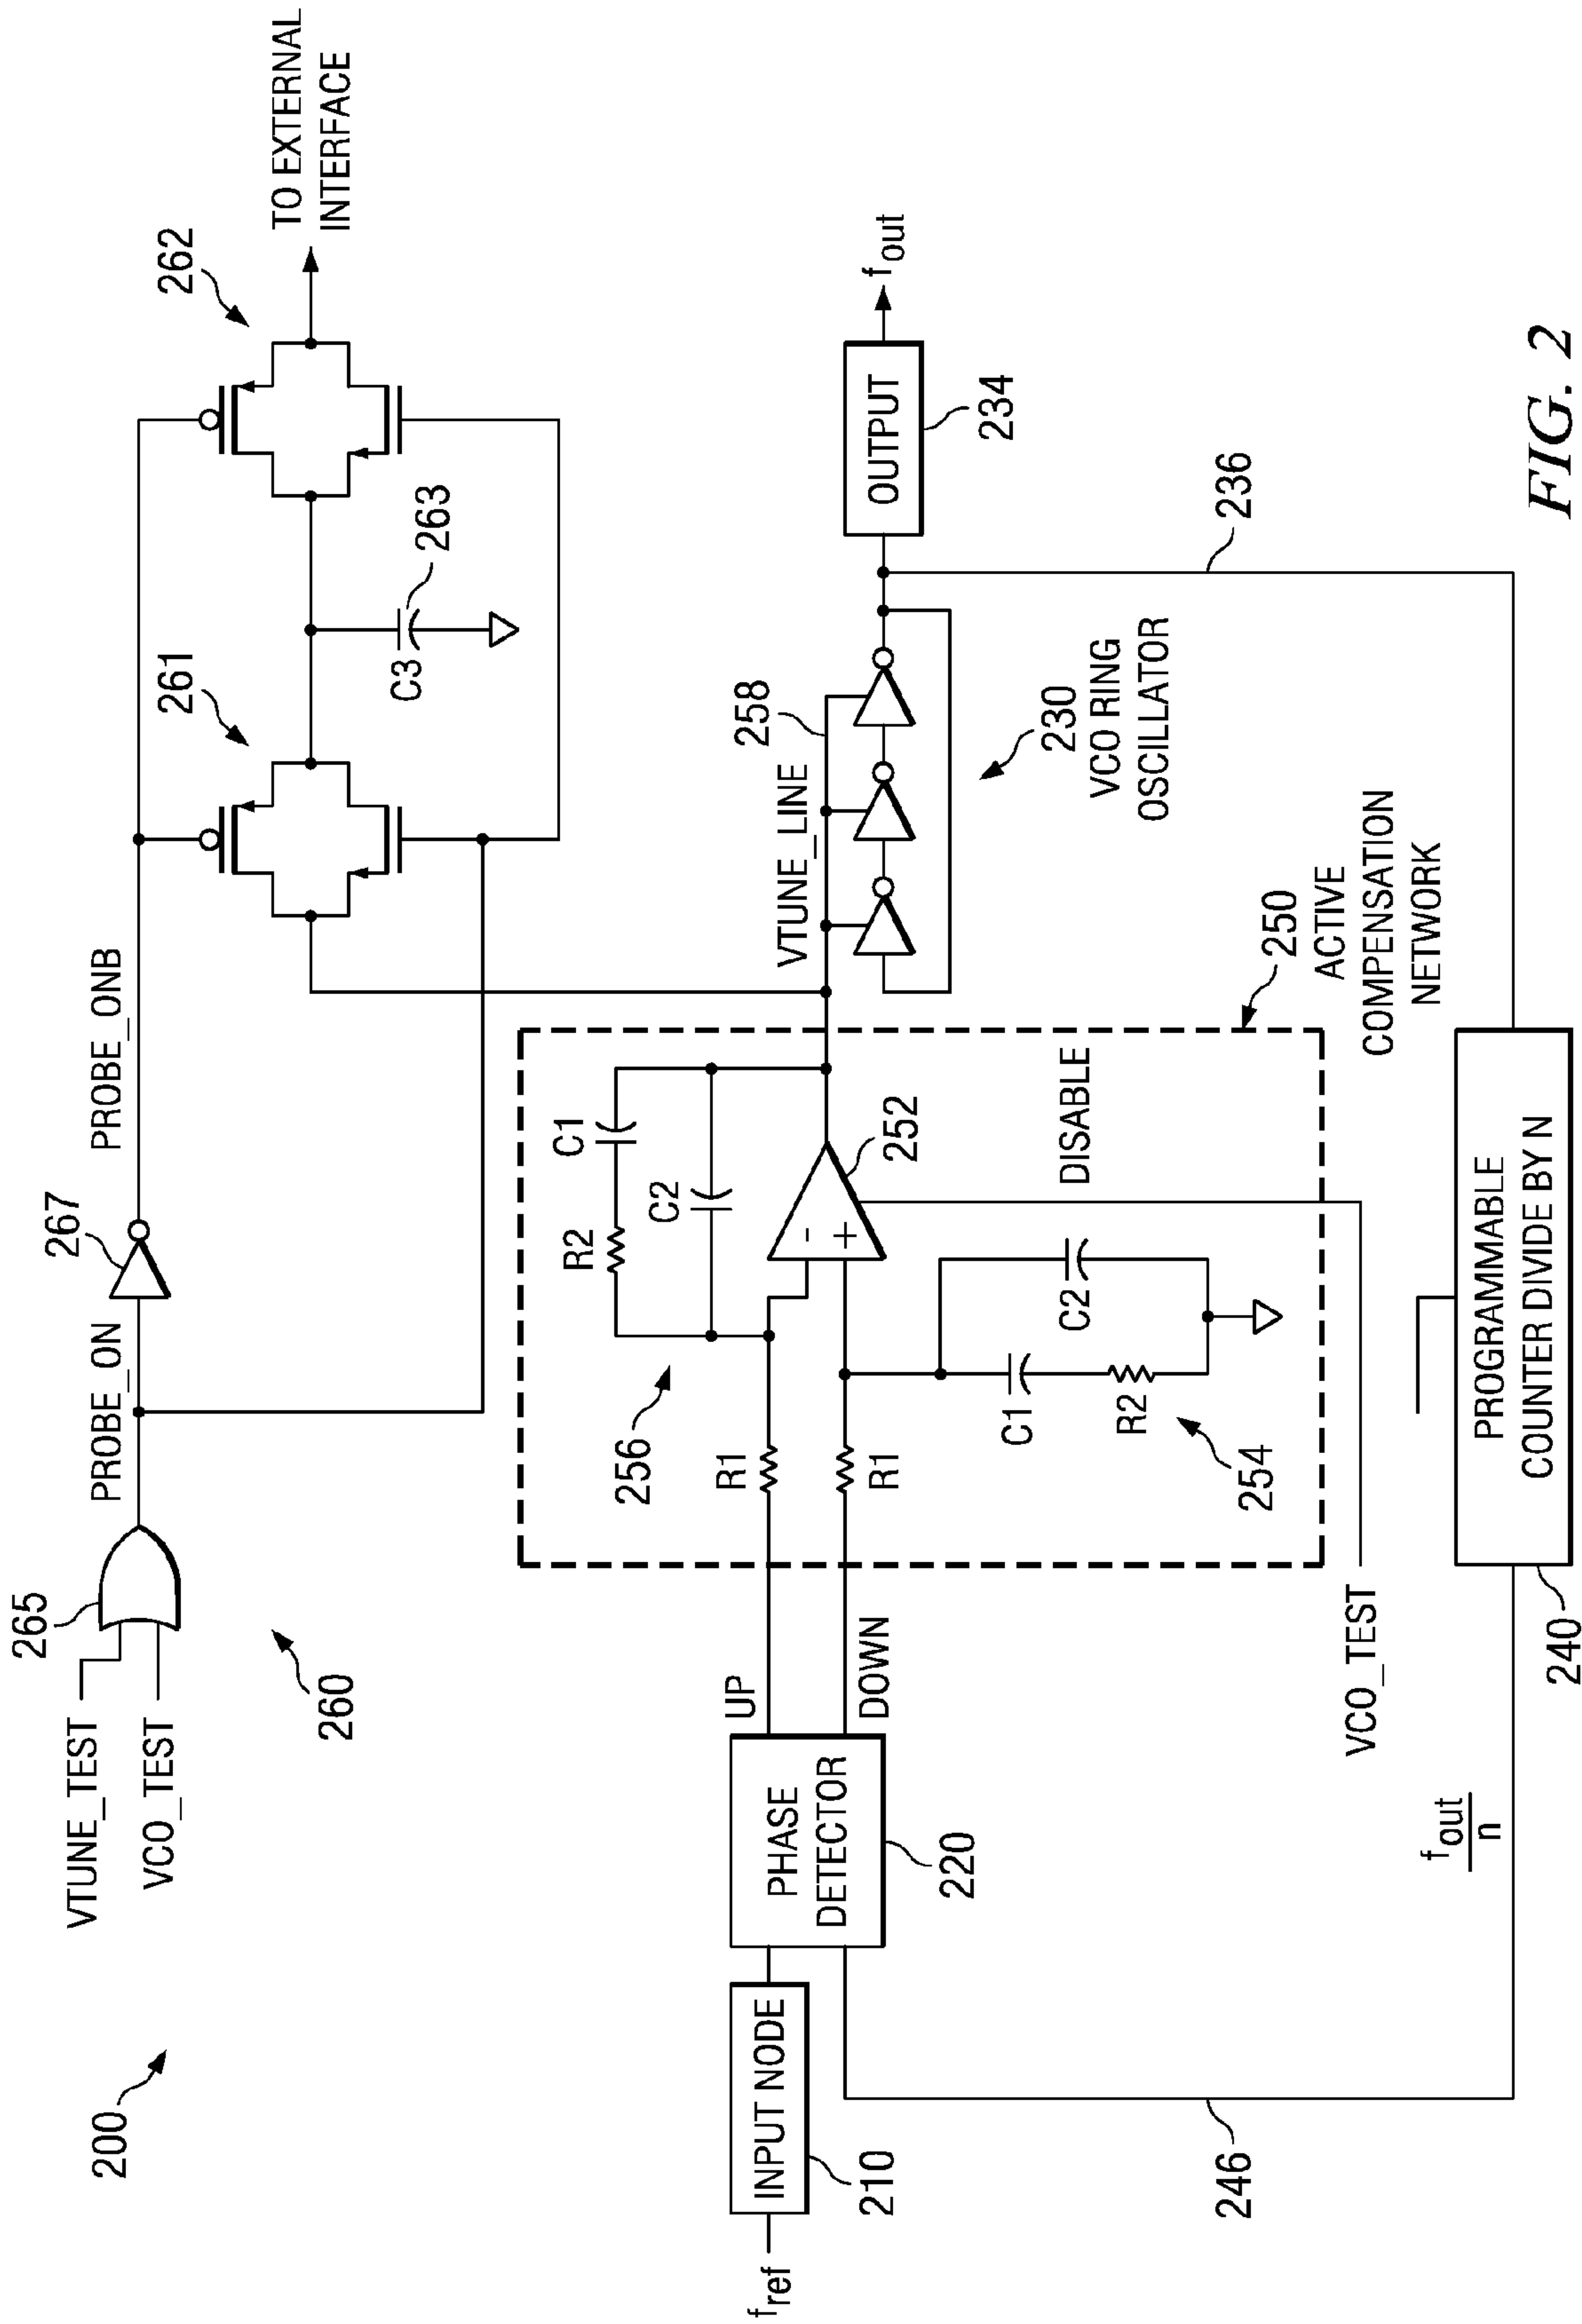 200
VTUNE_TEST
VCO_TEST
265
260
PROBE_ON
267
PROBE_ONB
261
262
C3
263
TO EXTERNAL
INTERFACE
fref
INPUT NODE
210
PHASE
DETECTOR
220
UP
DOWN
R1
R1
256
R2
C1
C2
-
+
252
C1
R2
C2
254
DISABLE
VCO_TEST
250
ACTIVE
COMPENSATION
NETWORK
VTUNE_LINE
258
230
VCO RING
OSCILLATOR
OUTPUT
234
fout
236
246
fout
n
PROGRAMMABLE
COUNTER DIVIDE BY N
240
FIG. 2